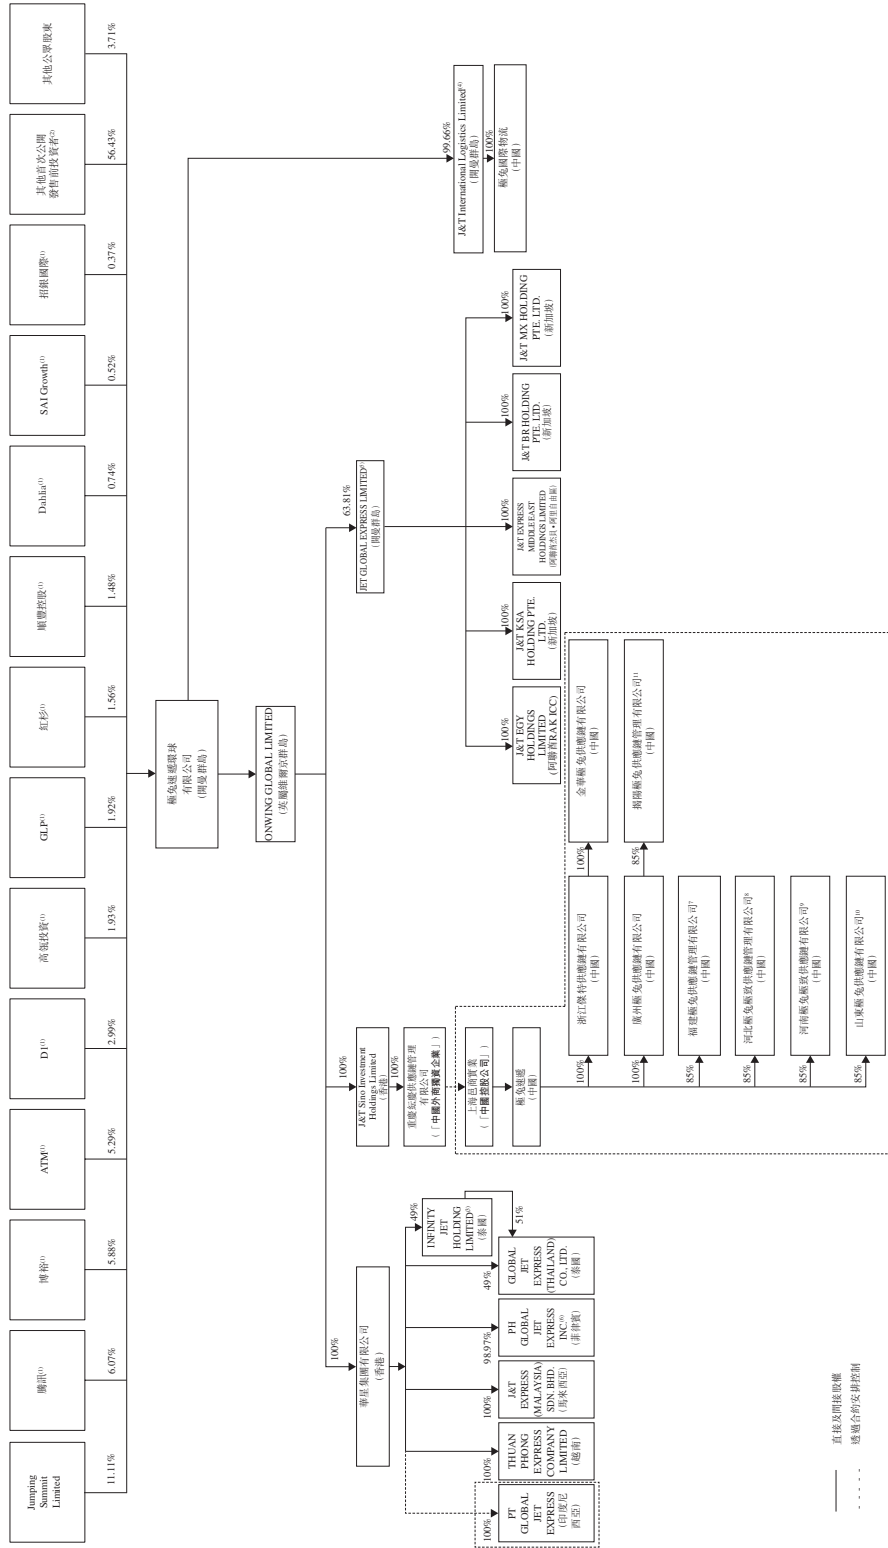 Jumping
Summit
Limited
11.11%
騰訊⁽¹⁾
6.07%
博裕⁽¹⁾
5.88%
ATM⁽¹⁾
5.29%
D1⁽¹⁾
2.99%
高瓴投資⁽¹⁾
1.93%
GLP⁽¹⁾
1.92%
紅杉⁽¹⁾
1.56%
順豐控股⁽¹⁾
1.48%
Dahlia⁽¹⁾
0.74%
SAI Growth⁽¹⁾
0.52%
招銀國際⁽¹⁾
0.37%
其他首次公開
發售前投資者⁽²⁾
56.43%
其他公眾股東
3.71%
極兔速遞環球
有限公司
(開曼群島)
ONWING GLOBAL LIMITED
(英屬維爾京群島)
99.66%
J&T International Logistics Limited⁽⁴⁾
(開曼群島)
100%
極兔國際物流
(中國)
100%
華星集團有限公司
(香港)
100%
J&T Sino Investment
Holdings Limited
(香港)
63.81%
JET GLOBAL EXPRESS LIMITED⁽³⁾
(開曼群島)
100%
PT
GLOBAL
JET
EXPRESS
(印度尼
西亞)
100%
THUAN
PHONG
EXPRESS
COMPANY
LIMITED
(越南)
100%
J&T
EXPRESS
(MALAYSIA)
SDN. BHD.
(馬來西亞)
98.97%
PH
GLOBAL
JET
EXPRESS
INC⁽⁶⁾
(菲律賓)
49%
GLOBAL
JET
EXPRESS
(THAILAND)
CO., LTD.
(泰國)
49%
INFINITY
JET
HOLDING
LIMITED⁽⁵⁾
(泰國)
51%
100%
重慶紜慶供應鏈管理
有限公司
(「中國外商獨資企業」)
上海邑商實業
(「中國控股公司」)
極兔速遞
(中國)
100%
J&T EGY
HOLDINGS
LIMITED
(阿聯酋RAK ICC)
100%
J&T KSA
HOLDING PTE.
LTD.
(新加坡)
100%
J&T EXPRESS
MIDDLE EAST
HOLDINGS LIMITED
(阿聯酋杰貝•阿里自由區)
100%
J&T BR HOLDING
PTE. LTD.
(新加坡)
100%
J&T MX HOLDING
PTE. LTD.
(新加坡)
100%
浙江傑特供應鏈有限公司
(中國)
100%
金華極兔供應鏈有限公司
(中國)
100%
廣州極兔供應鏈有限公司
(中國)
85%
揭陽極兔供應鏈管理有限公司¹¹
(中國)
85%
福建極兔供應鏈管理有限公司⁷
(中國)
85%
河北極兔極致供應鏈管理有限公司⁸
(中國)
85%
河南極兔極致供應鏈有限公司⁹
(中國)
85%
山東極兔供應鏈有限公司¹⁰
(中國)
直接及間接股權
透過合約安排控制